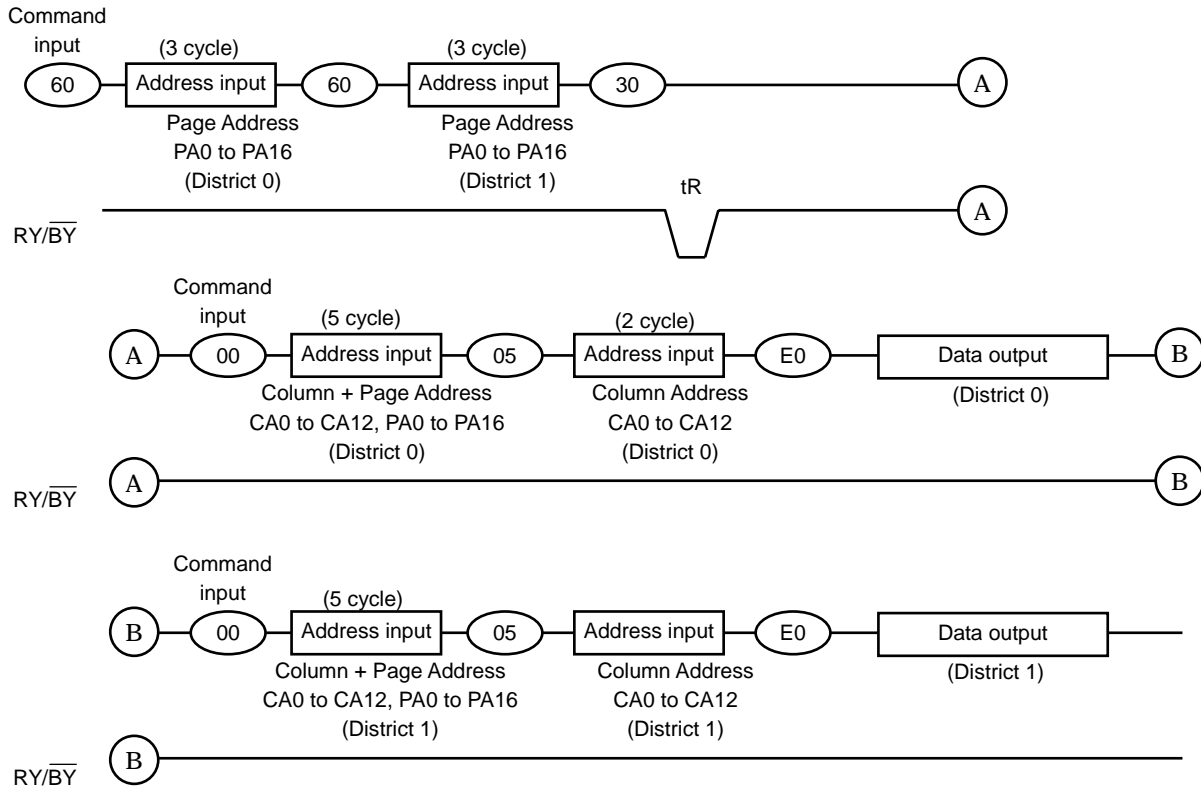 Command
input
(3 cycle) (3 cycle)
60 Address input 60 Address input 30 A
Page Address Page Address
PA0 to PA16 PA0 to PA16
(District 0) (District 1)
tR
RY/B̅Y̅ A
Command
input
(5 cycle) (2 cycle)
A 00 Address input 05 Address input E0 Data output B
Column + Page Address Column Address (District 0)
CA0 to CA12, PA0 to PA16 CA0 to CA12
(District 0) (District 0)
RY/B̅Y̅ A B
Command
input
(5 cycle)
B 00 Address input 05 Address input E0 Data output
Column + Page Address Column Address (District 1)
CA0 to CA12, PA0 to PA16 CA0 to CA12
(District 1) (District 1)
RY/B̅Y̅ B